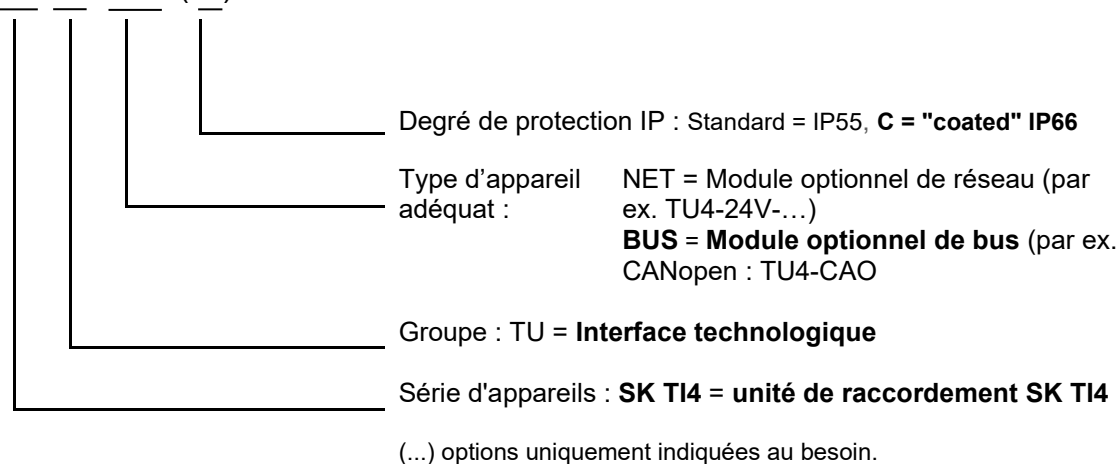 Degré de protection IP : Standard = IP55, C = "coated" IP66
Type d’appareil adéquat :
NET = Module optionnel de réseau (par ex. TU4-24V-…)
BUS = Module optionnel de bus (par ex. CANopen : TU4-CAO
Groupe : TU = Interface technologique
Série d'appareils : SK TI4 = unité de raccordement SK TI4
(...) options uniquement indiquées au besoin.